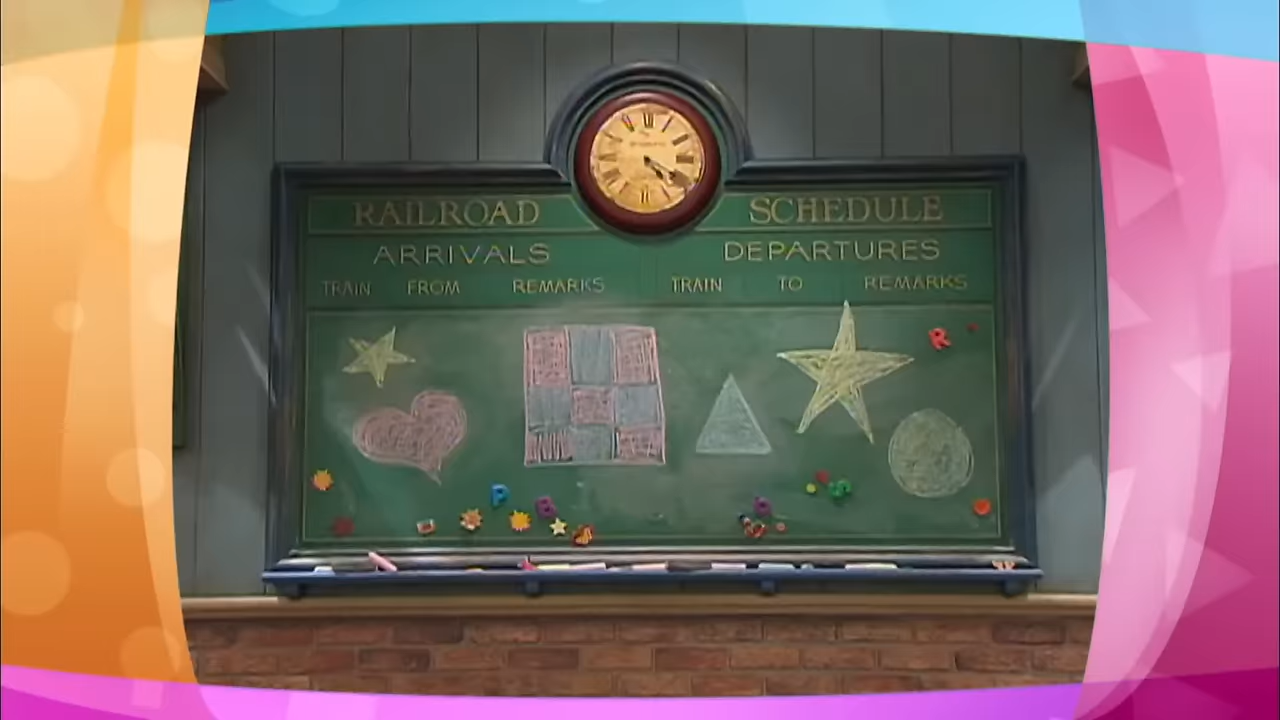 RAILROAD SCHEDULE
ARRIVALS DEPARTURES
TRAIN FROM REMARKS TRAIN TO REMARKS
R
P
B